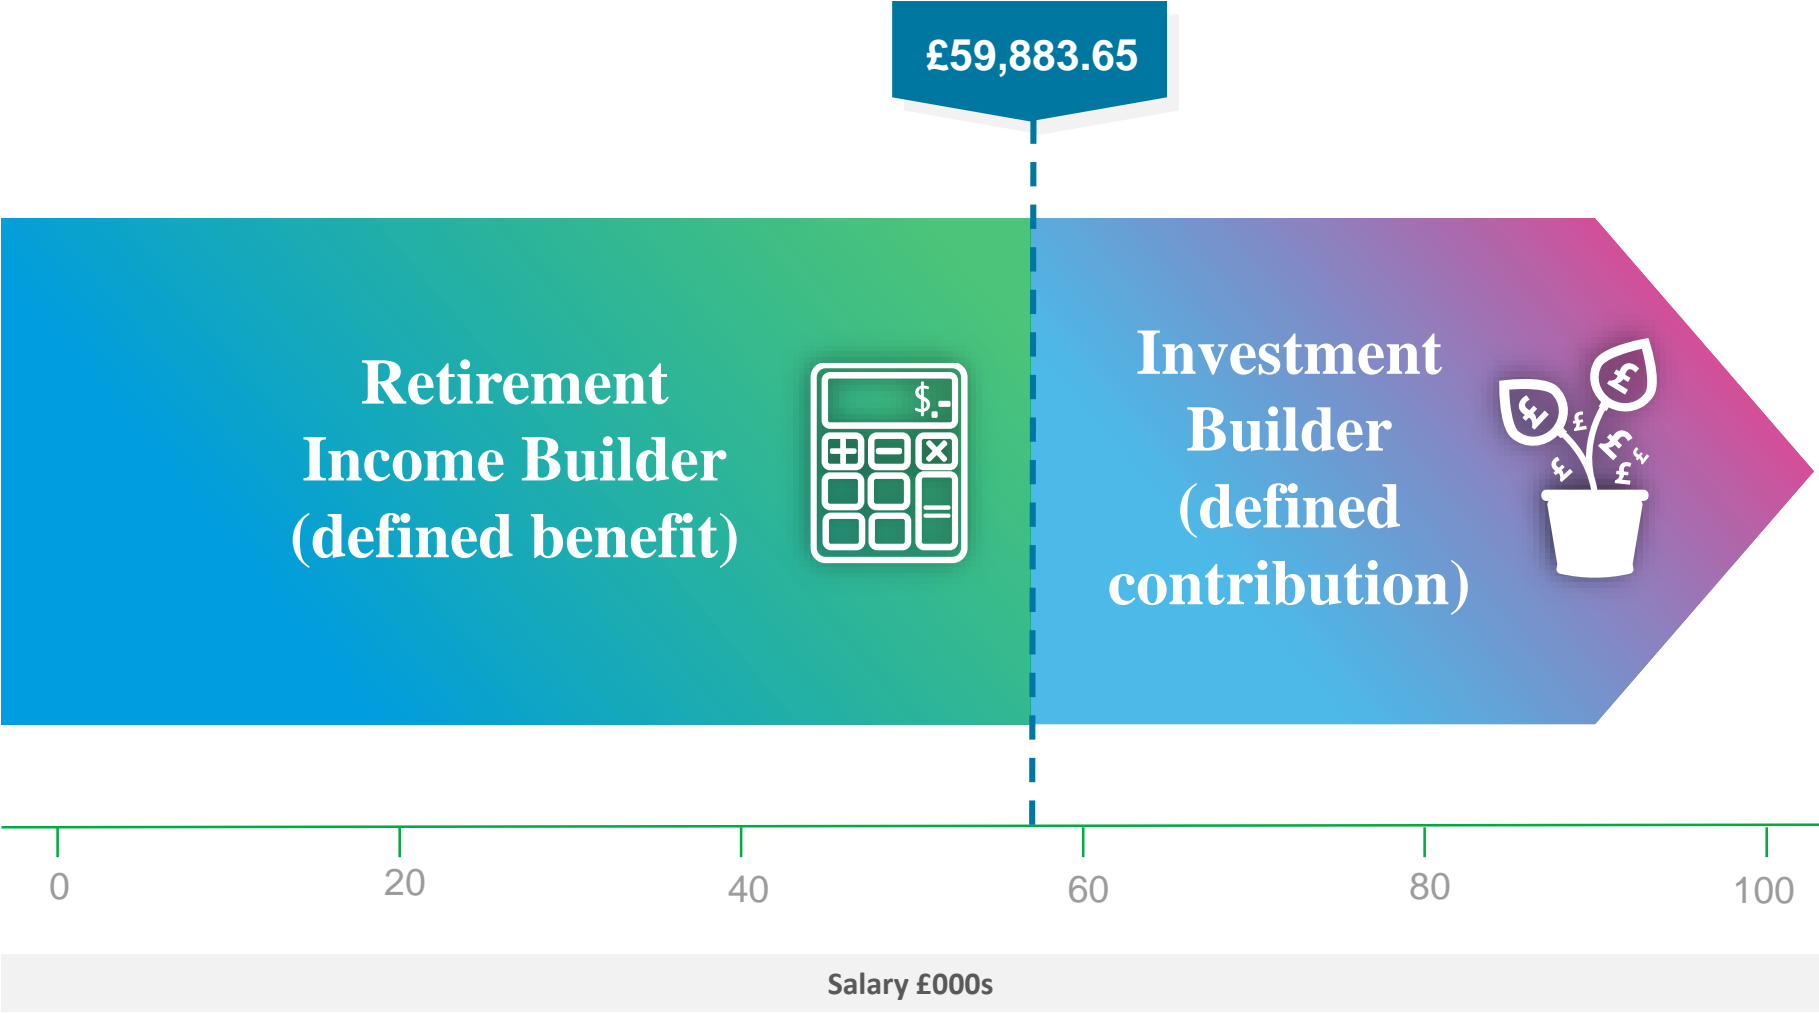 £59,883.65
Retirement
Income Builder
(defined benefit)
$.-
Investment
Builder
(defined
contribution)
£
£
£
£
£
£
£
0
20
40
60
80
100
Salary £000s